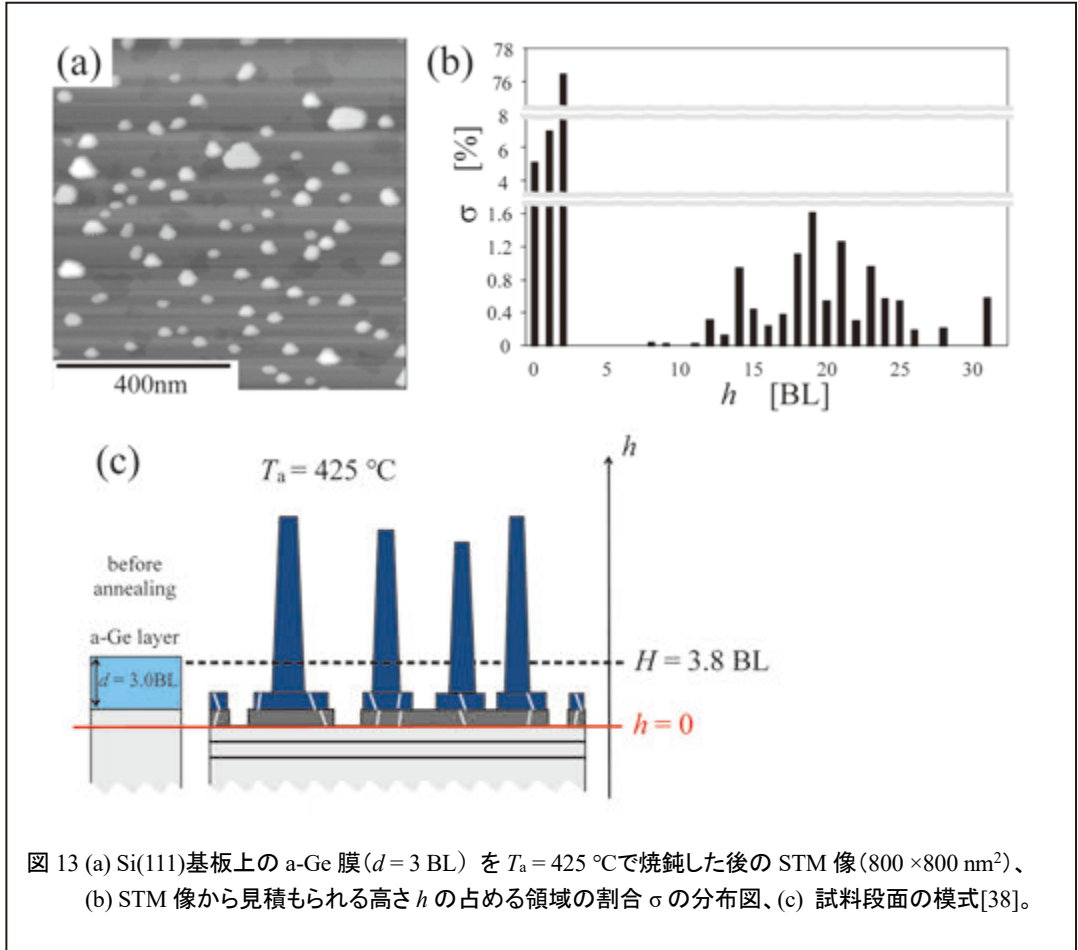 (a)
400nm
(b)
78
76
8
6
4
1.6
1.2
0.8
0.4
0
σ [%]
0 5 10 15 20 25 30
h [BL]
(c)
Tₐ = 425 °C
h
before
annealing
a-Ge layer
d = 3.0BL
H = 3.8 BL
h = 0
図 13 (a) Si(111)基板上の a-Ge 膜(d = 3 BL) を Tₐ = 425 °Cで焼鈍した後の STM 像(800 ×800 nm²)、
(b) STM 像から見積もられる高さ h の占める領域の割合 σ の分布図、(c) 試料段面の模式[38]。